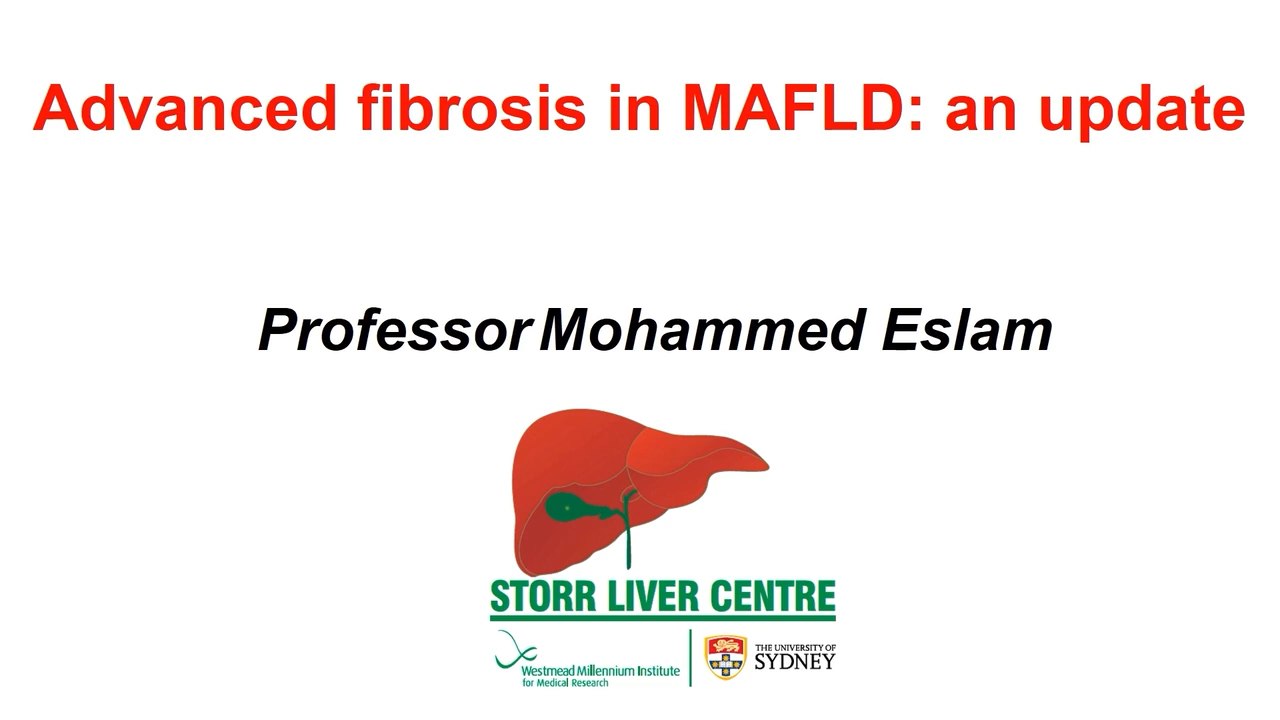 Advanced fibrosis in MAFLD: an update
Professor Mohammed Eslam
STORR LIVER CENTRE
Westmead Millennium Institute
for Medical Research
THE UNIVERSITY OF
SYDNEY